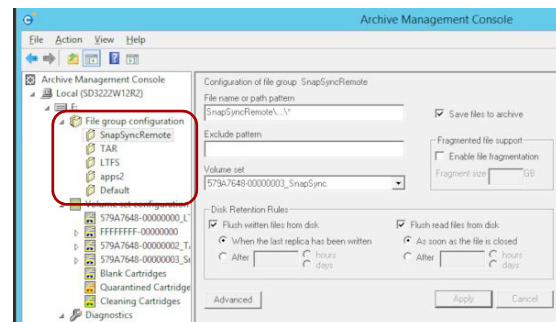 Archive Management Console
File Action View Help
Archive Management Console
Local (SD3222W12R2)
E:
File group configuration
SnapSyncRemote
TAR
LTFS
apps2
Default
Volume set configuration
579A7648-00000000_L
FFFFFFFF-00000000
579A7648-00000002_TA
579A7648-00000003_Sn
Blank Cartridges
Quarantined Cartridge
Cleaning Cartridges
Diagnostics
Configuration of file group SnapSyncRemote
File name or path pattern
SnapSyncRemote\...\*
Save files to archive
Exclude pattern
Fragmented file support
Enable file fragmentation
Fragment size GB
Volume set
579A7648-00000003_SnapSync
Disk Retention Rules
Flush written files from disk
Flush read files from disk
When the last replica has been written
As soon as the file is closed
After hours
days
After hours
days
Advanced
Apply
Cancel